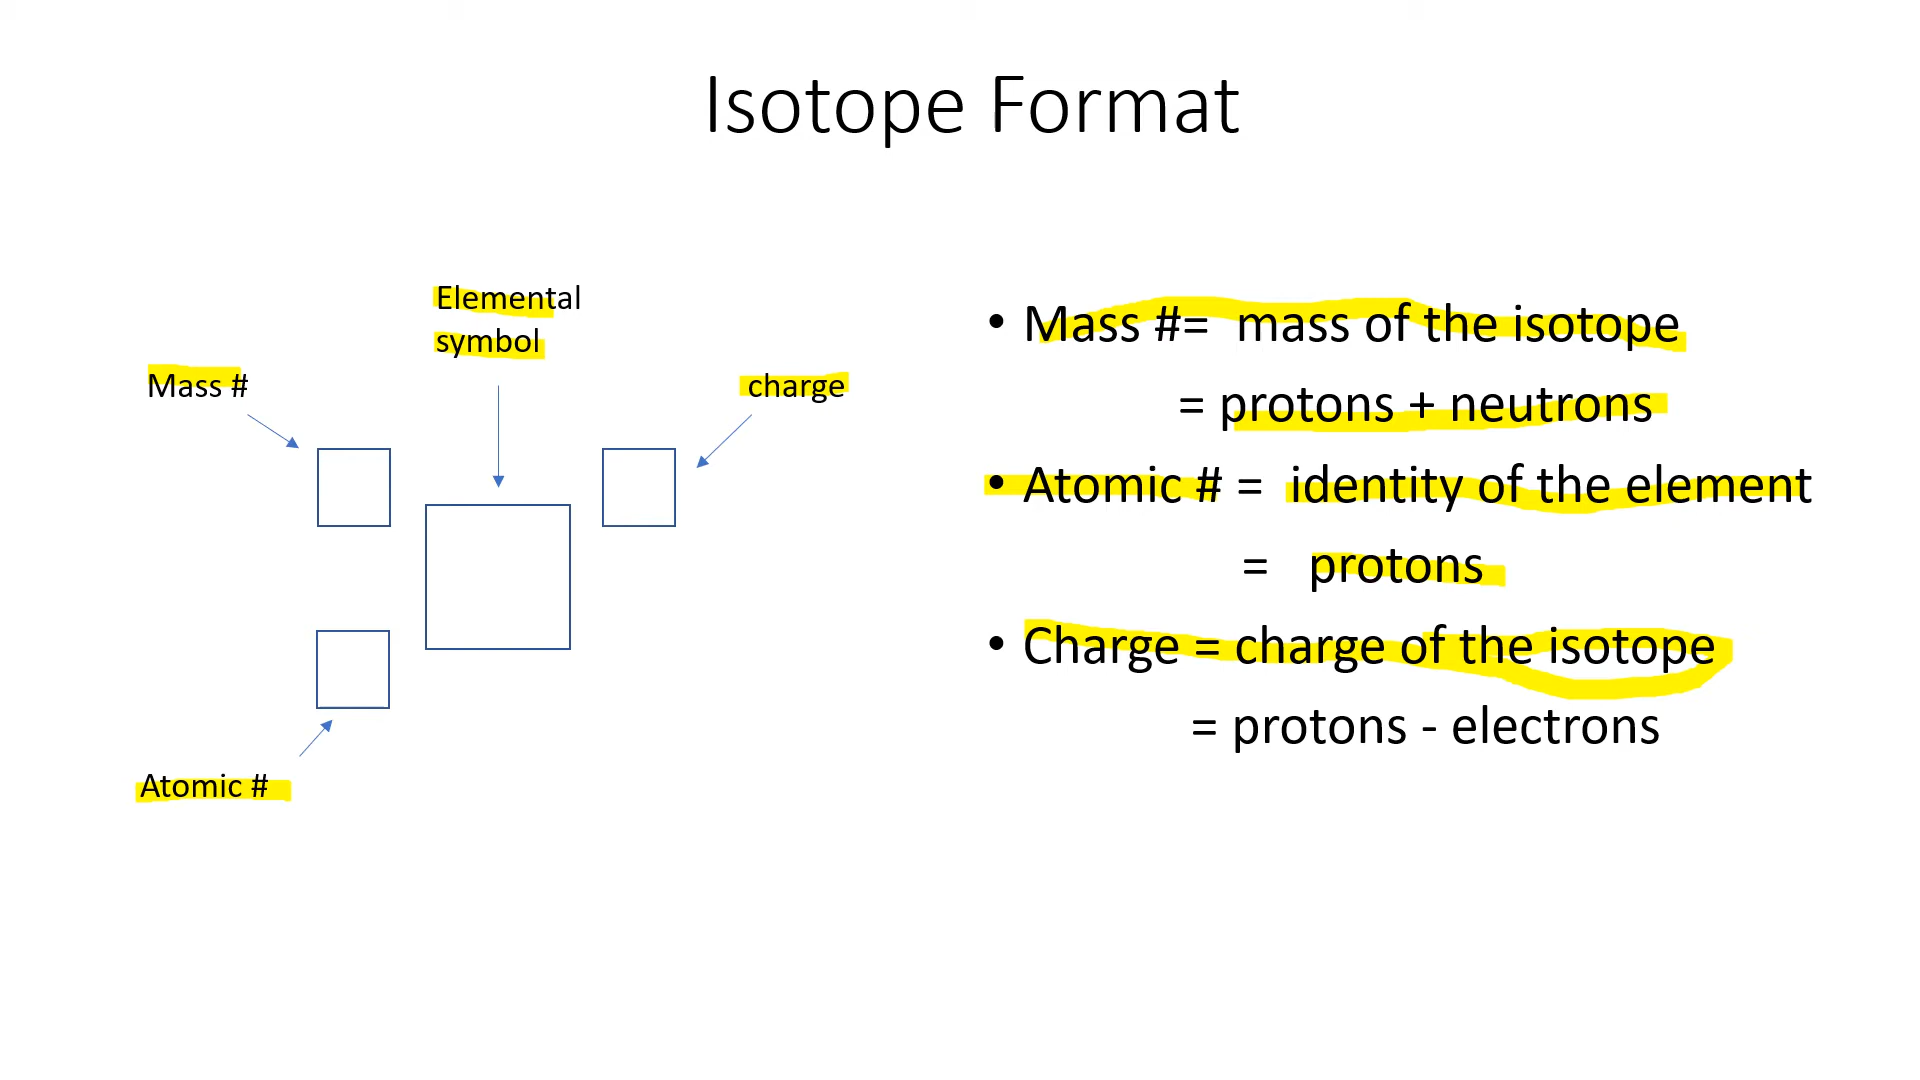 Isotope Format
Elemental
symbol
Mass #
charge
Atomic #
• Mass #= mass of the isotope
= protons + neutrons
• Atomic # = identity of the element
= protons
• Charge = charge of the isotope
= protons - electrons